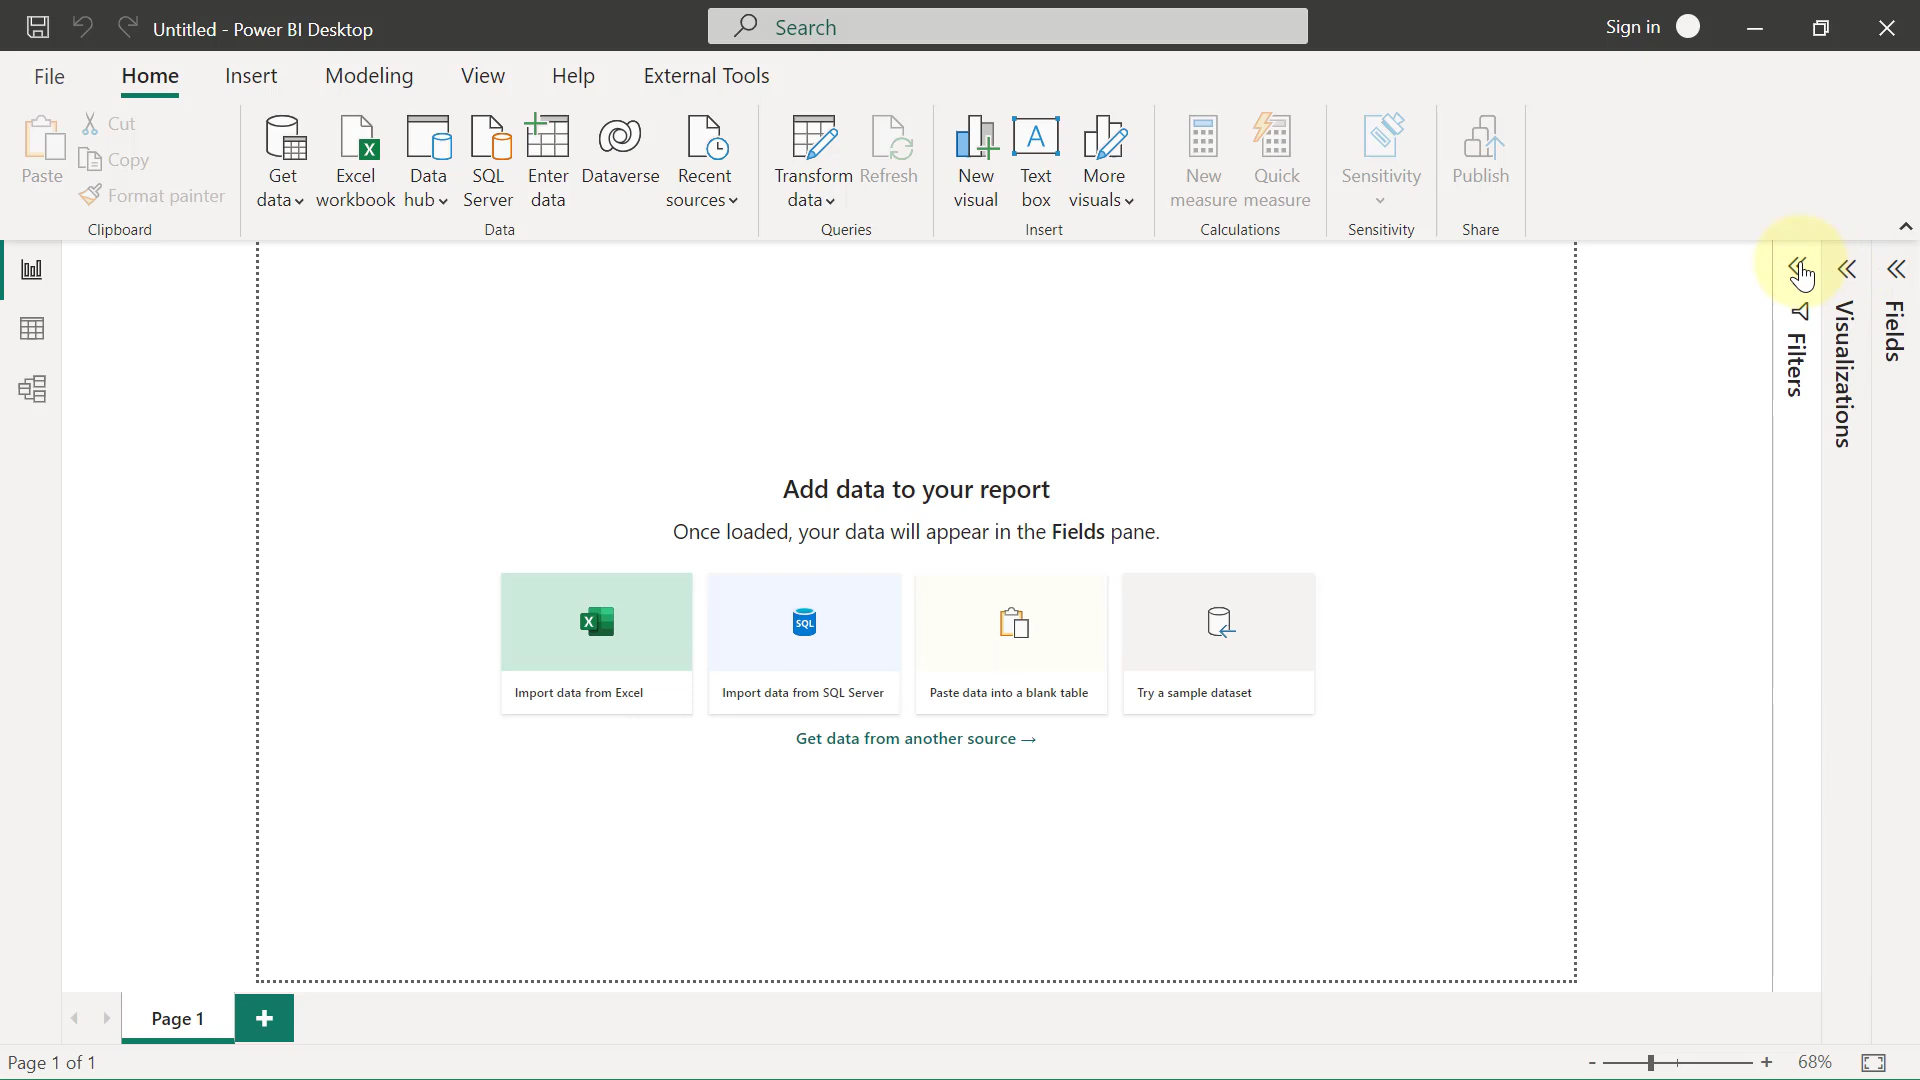 Untitled - Power BI Desktop
Search
Sign in
File
Home
Insert
Modeling
View
Help
External Tools
Paste
Cut
Copy
Format painter
Clipboard
Get data
Excel workbook
Data hub
SQL Server
Enter data
Dataverse
Recent sources
Data
Transform data
Refresh
Queries
New visual
Text box
More visuals
Insert
New measure
Quick measure
Calculations
Sensitivity
Sensitivity
Publish
Share
Filters
Visualizations
Fields
Add data to your report
Once loaded, your data will appear in the Fields pane.
X
SQL
Import data from Excel
Import data from SQL Server
Paste data into a blank table
Try a sample dataset
Get data from another source →
Page 1
Page 1 of 1
68%